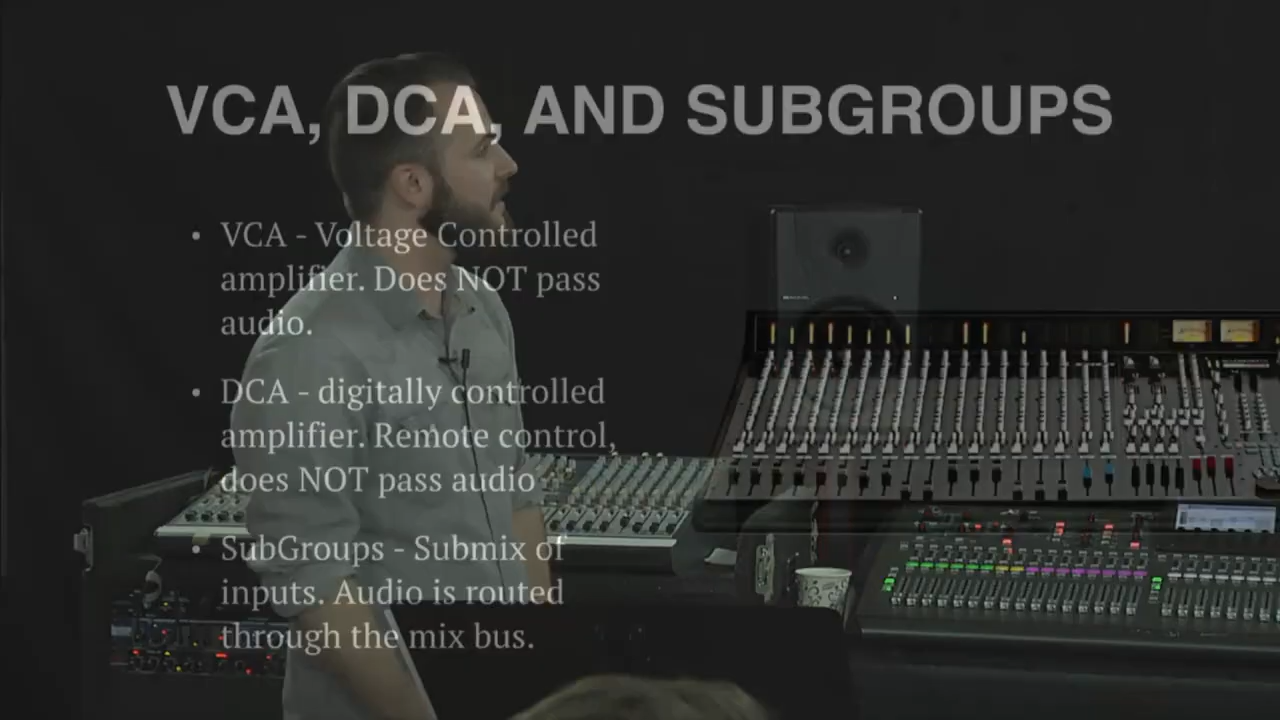 VCA, DCA, AND SUBGROUPS
• VCA - Voltage Controlled
amplifier. Does NOT pass
audio.
• DCA - digitally controlled
amplifier. Remote control,
does NOT pass audio
• SubGroups - Submix of
inputs. Audio is routed
through the mix bus.